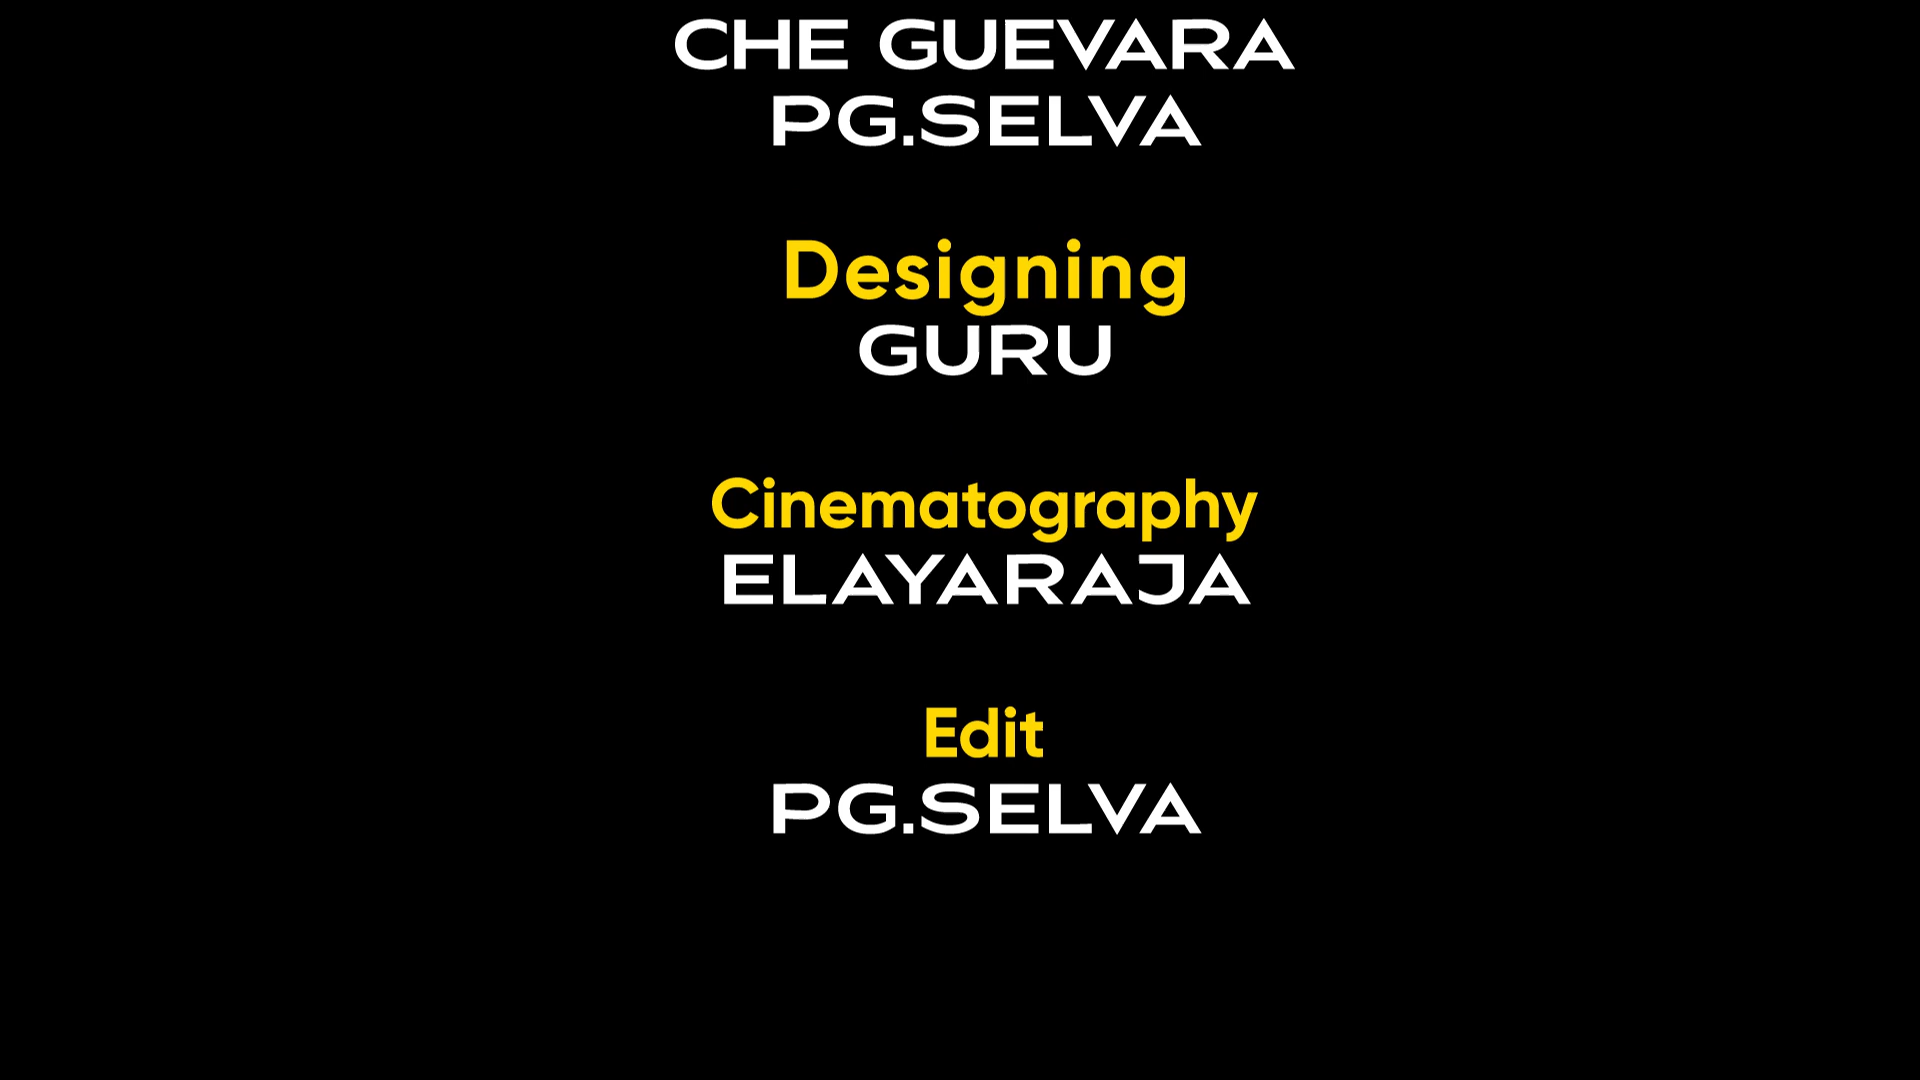 CHE GUEVARA
PG.SELVA
Designing
GURU
Cinematography
ELAYARAJA
Edit
PG.SELVA